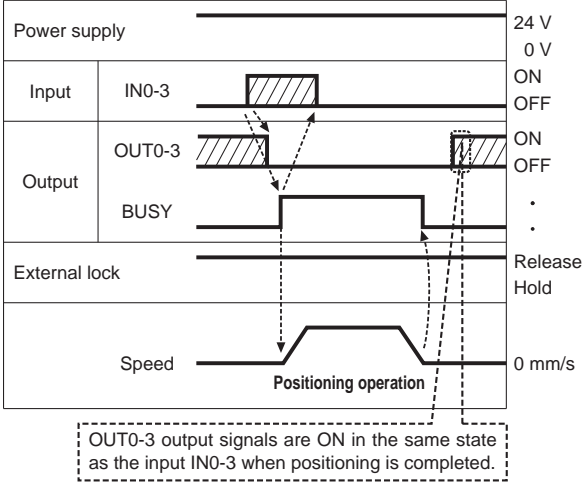 Power supply
24 V
0 V
Input
IN0-3
ON
OFF
Output
OUT0-3
ON
OFF
BUSY
External lock
Release
Hold
Speed
0 mm/s
Positioning operation
OUT0-3 output signals are ON in the same state
as the input IN0-3 when positioning is completed.